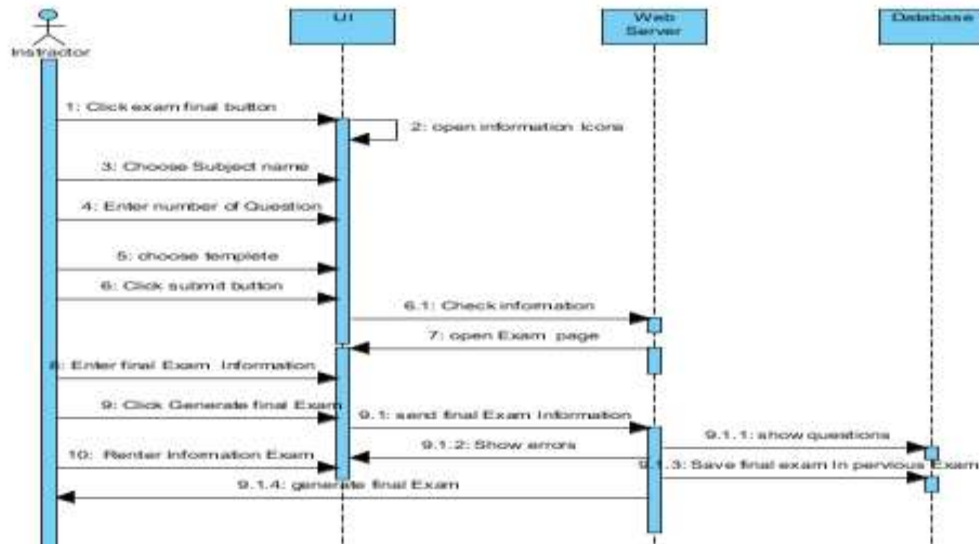 UI
Web
Server
Database
Instractor
1: Click exam final button
2: open information Icons
3: Choose Subject name
4: Enter number of Question
5: choose templete
6: Click submit button
6.1: Check information
7: open Exam page
8: Enter final Exam Information
9: Click Generate final Exam
9.1: send final Exam Information
9.1.1: show questions
9.1.2: Show errors
10: Renter Information Exam
9.1.3: Save final exam In pervious Exam
9.1.4: generate final Exam